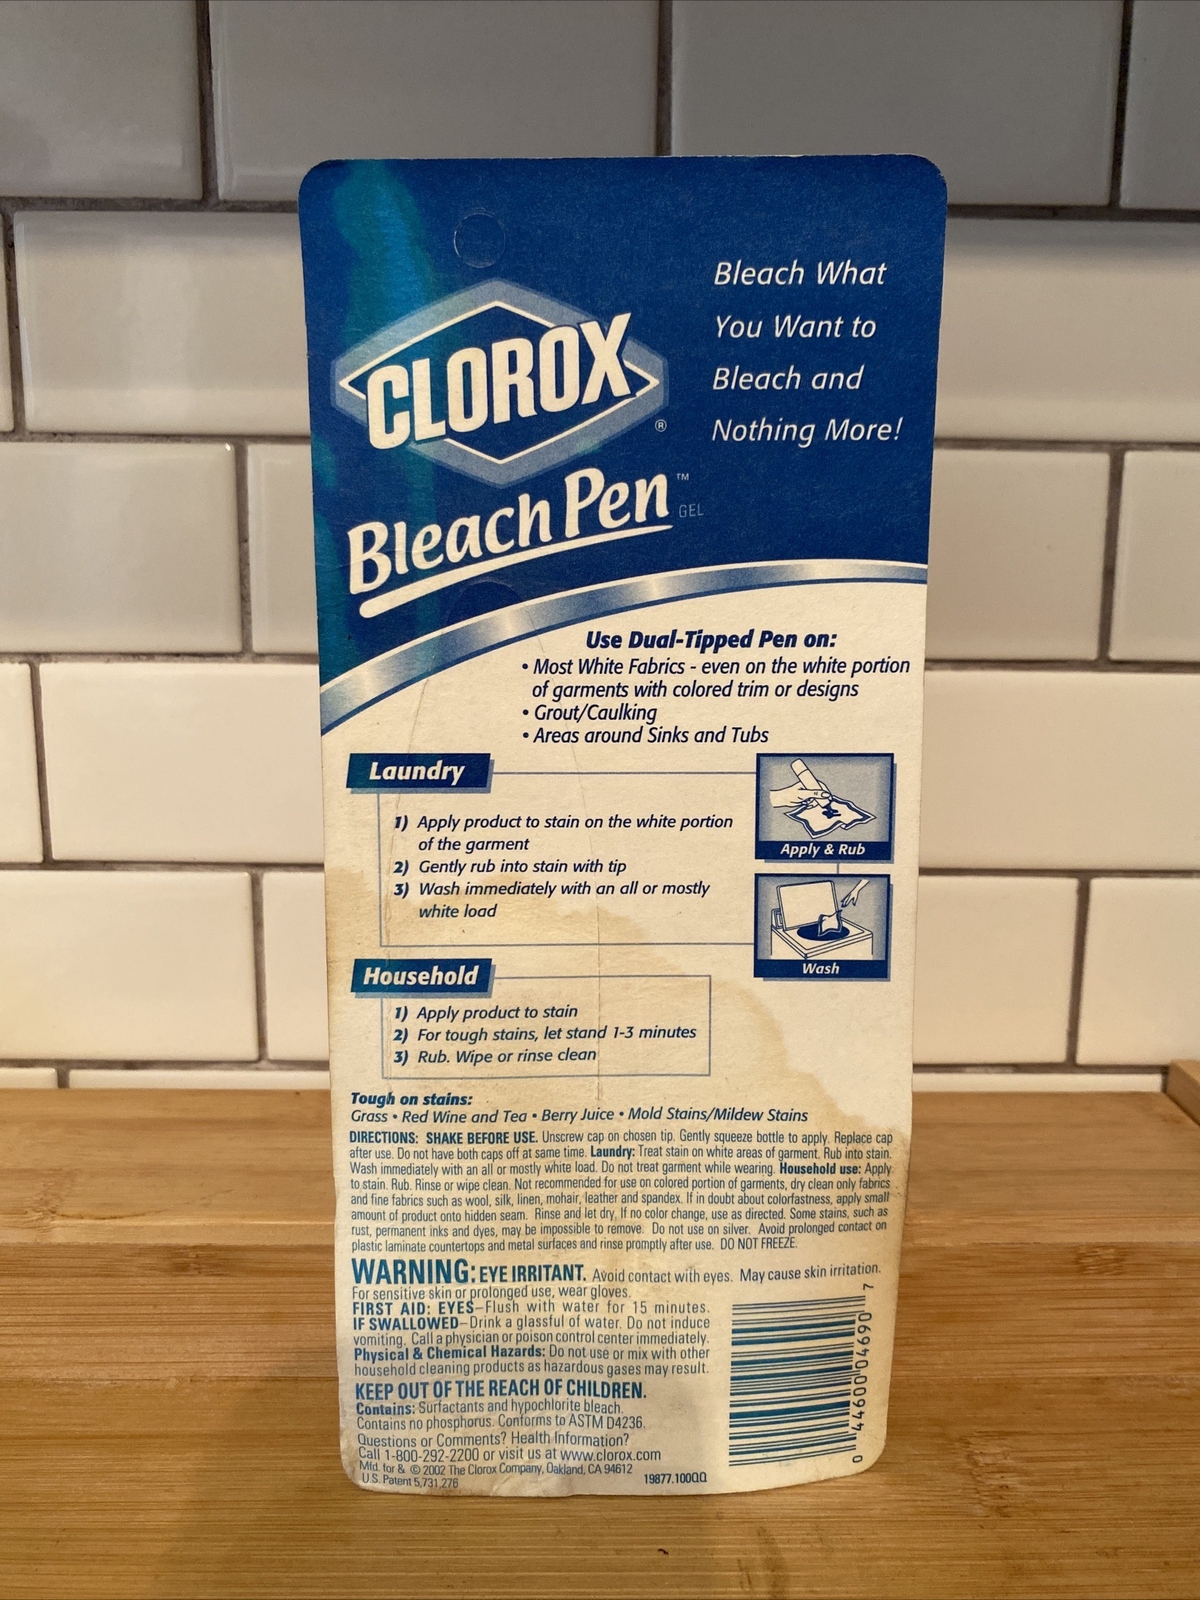 CLOROX
®
Bleach Pen™
GEL
Bleach What
You Want to
Bleach and
Nothing More!
Use Dual-Tipped Pen on:
• Most White Fabrics - even on the white portion
of garments with colored trim or designs
• Grout/Caulking
• Areas around Sinks and Tubs
Laundry
1) Apply product to stain on the white portion
of the garment
2) Gently rub into stain with tip
3) Wash immediately with an all or mostly
white load
Apply & Rub
Wash
Household
1) Apply product to stain
2) For tough stains, let stand 1-3 minutes
3) Rub. Wipe or rinse clean
Tough on stains:
Grass • Red Wine and Tea • Berry Juice • Mold Stains/Mildew Stains
DIRECTIONS: SHAKE BEFORE USE. Unscrew cap on chosen tip. Gently squeeze bottle to apply. Replace cap
after use. Do not have both caps off at same time. Laundry: Treat stain on white areas of garment. Rub into stain.
Wash immediately with an all or mostly white load. Do not treat garment while wearing. Household use: Apply
to stain. Rub. Rinse or wipe clean. Not recommended for use on colored portion of garments, dry clean only fabrics
and fine fabrics such as wool, silk, linen, mohair, leather and spandex. If in doubt about colorfastness, apply small
amount of product onto hidden seam. Rinse and let dry. If no color change, use as directed. Some stains, such as
rust, permanent inks and dyes, may be impossible to remove. Do not use on silver. Avoid prolonged contact on
plastic laminate countertops and metal surfaces and rinse promptly after use. DO NOT FREEZE.
WARNING: EYE IRRITANT. Avoid contact with eyes. May cause skin irritation.
For sensitive skin or prolonged use, wear gloves.
FIRST AID: EYES–Flush with water for 15 minutes.
IF SWALLOWED–Drink a glassful of water. Do not induce
vomiting. Call a physician or poison control center immediately.
Physical & Chemical Hazards: Do not use or mix with other
household cleaning products as hazardous gases may result.
KEEP OUT OF THE REACH OF CHILDREN.
Contains: Surfactants and hypochlorite bleach.
Contains no phosphorus. Conforms to ASTM D4236.
Questions or Comments? Health Information?
Call 1-800-292-2200 or visit us at www.clorox.com
Mfd. for & © 2002 The Clorox Company, Oakland, CA 94612
U.S. Patent 5,731,276
19877.100
0 44600 04690 7